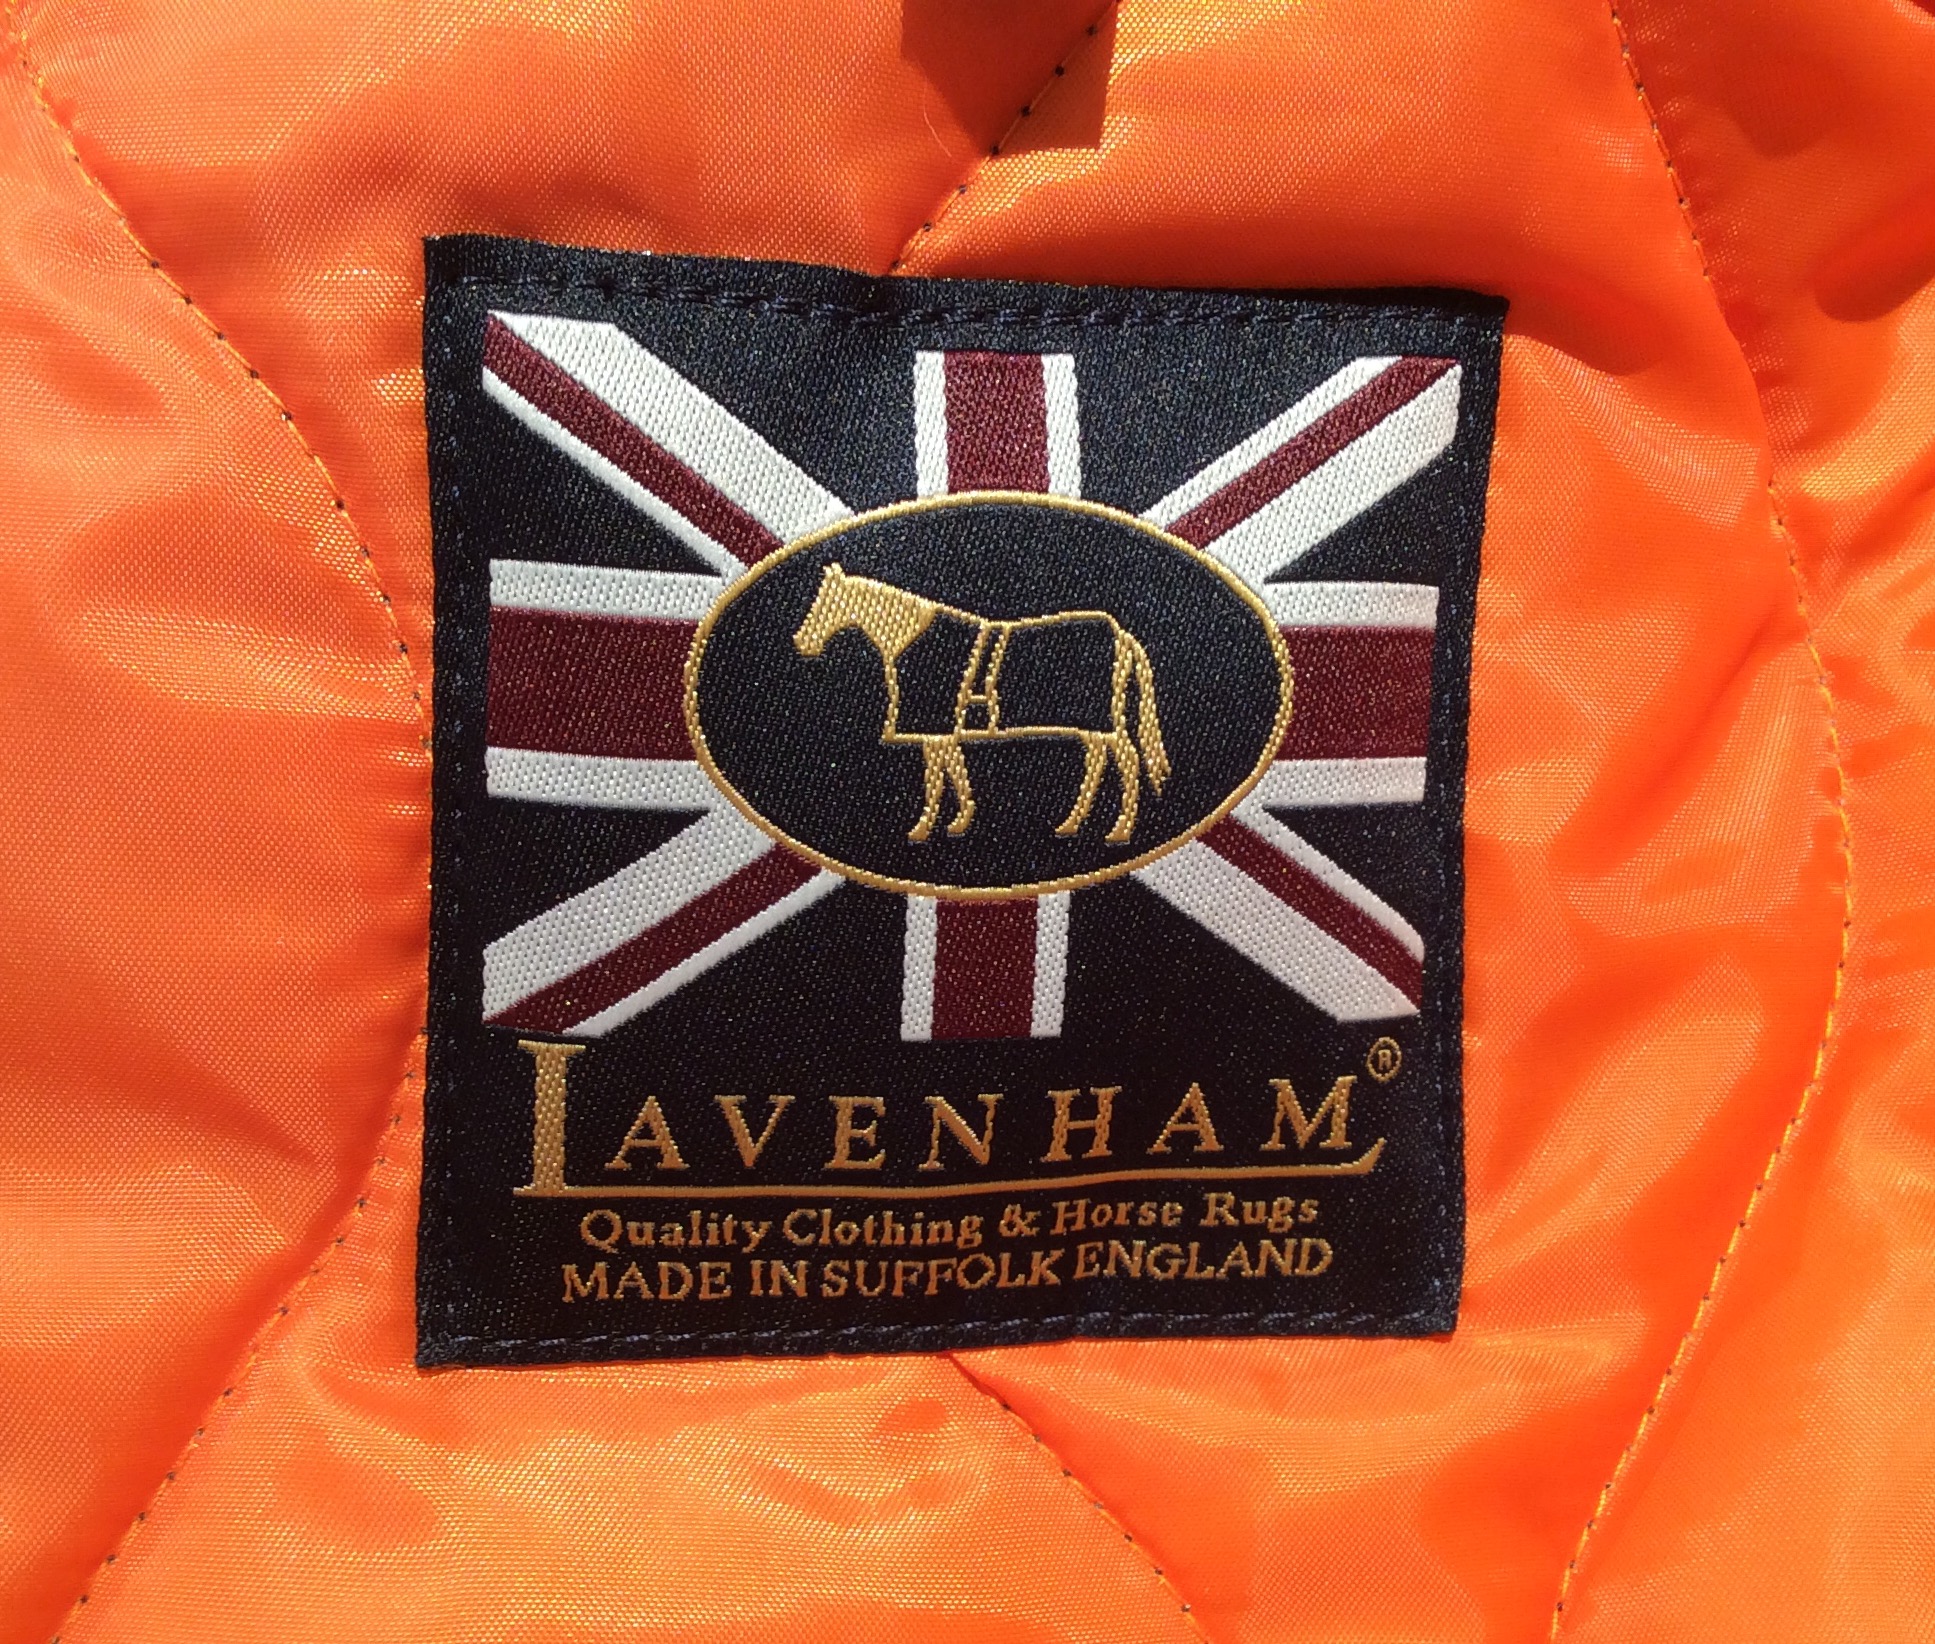 LAVENHAM®
Quality Clothing & Horse Rugs
MADE IN SUFFOLK ENGLAND